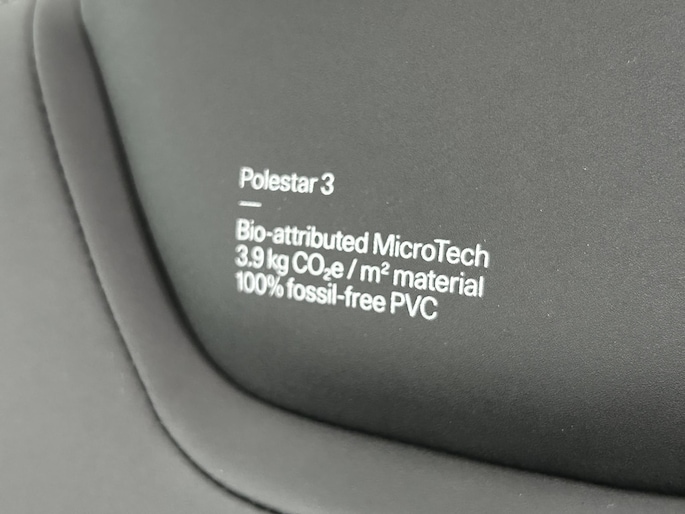 Polestar 3
Bio-attributed MicroTech
3.9 kg CO₂e / m² material
100% fossil-free PVC